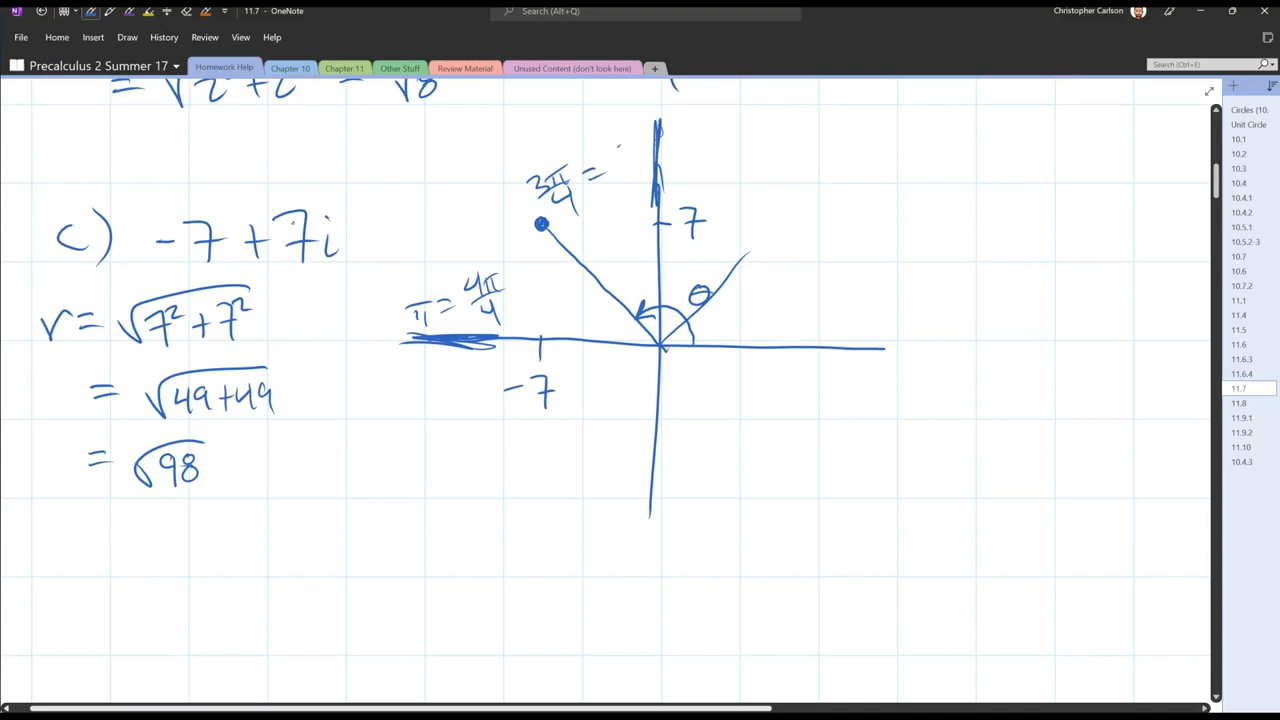 11.7 - OneNote
Search (Alt+Q)
Christopher Carlson
File Home Insert Draw History Review View Help
Precalculus 2 Summer 17
Homework Help Chapter 10 Chapter 11 Other Stuff Review Material Unused Content (don't look here)
Search (Ctrl+E)
= √2²+2² = √8
3π/4 =
7
c) -7 + 7i
θ
π = 4π/4
r = √7² + 7²
-7
= √49+49
= √98
Circles (10.
Unit Circle
10.1
10.2
10.3
10.4
10.4.1
10.4.2
10.5.1
10.5.2-3
10.7
10.6
10.7.2
11.1
11.4
11.5
11.6
11.6.3
11.6.4
11.7
11.8
11.9.1
11.9.2
11.10
10.4.3